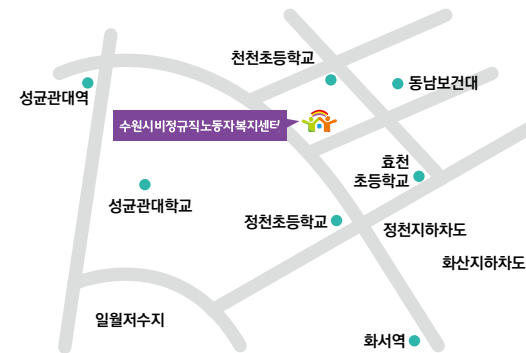 천천초등학교
동남보건대
성균관대역
수원시비정규직노동자복지센터
효천
초등학교
성균관대학교
정천초등학교
정천지하차도
화산지하차도
일월저수지
화서역